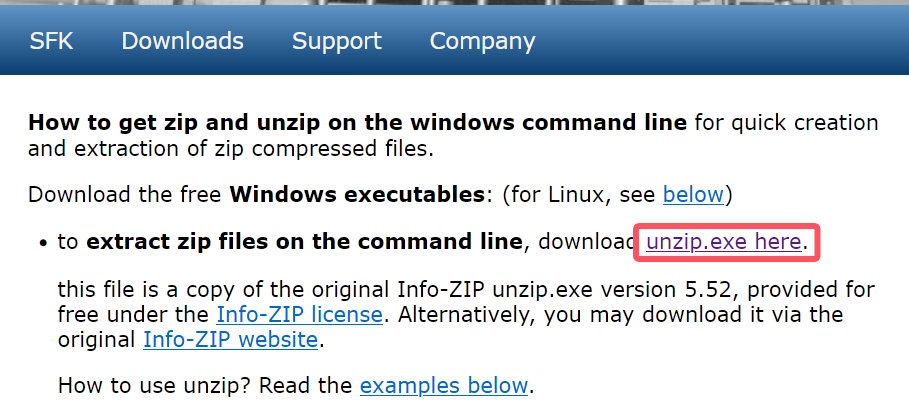 SFK Downloads Support Company
How to get zip and unzip on the windows command line for quick creation
and extraction of zip compressed files.
Download the free Windows executables: (for Linux, see below)
• to extract zip files on the command line, download unzip.exe here.
this file is a copy of the original Info-ZIP unzip.exe version 5.52, provided for
free under the Info-ZIP license. Alternatively, you may download it via the
original Info-ZIP website.
How to use unzip? Read the examples below.